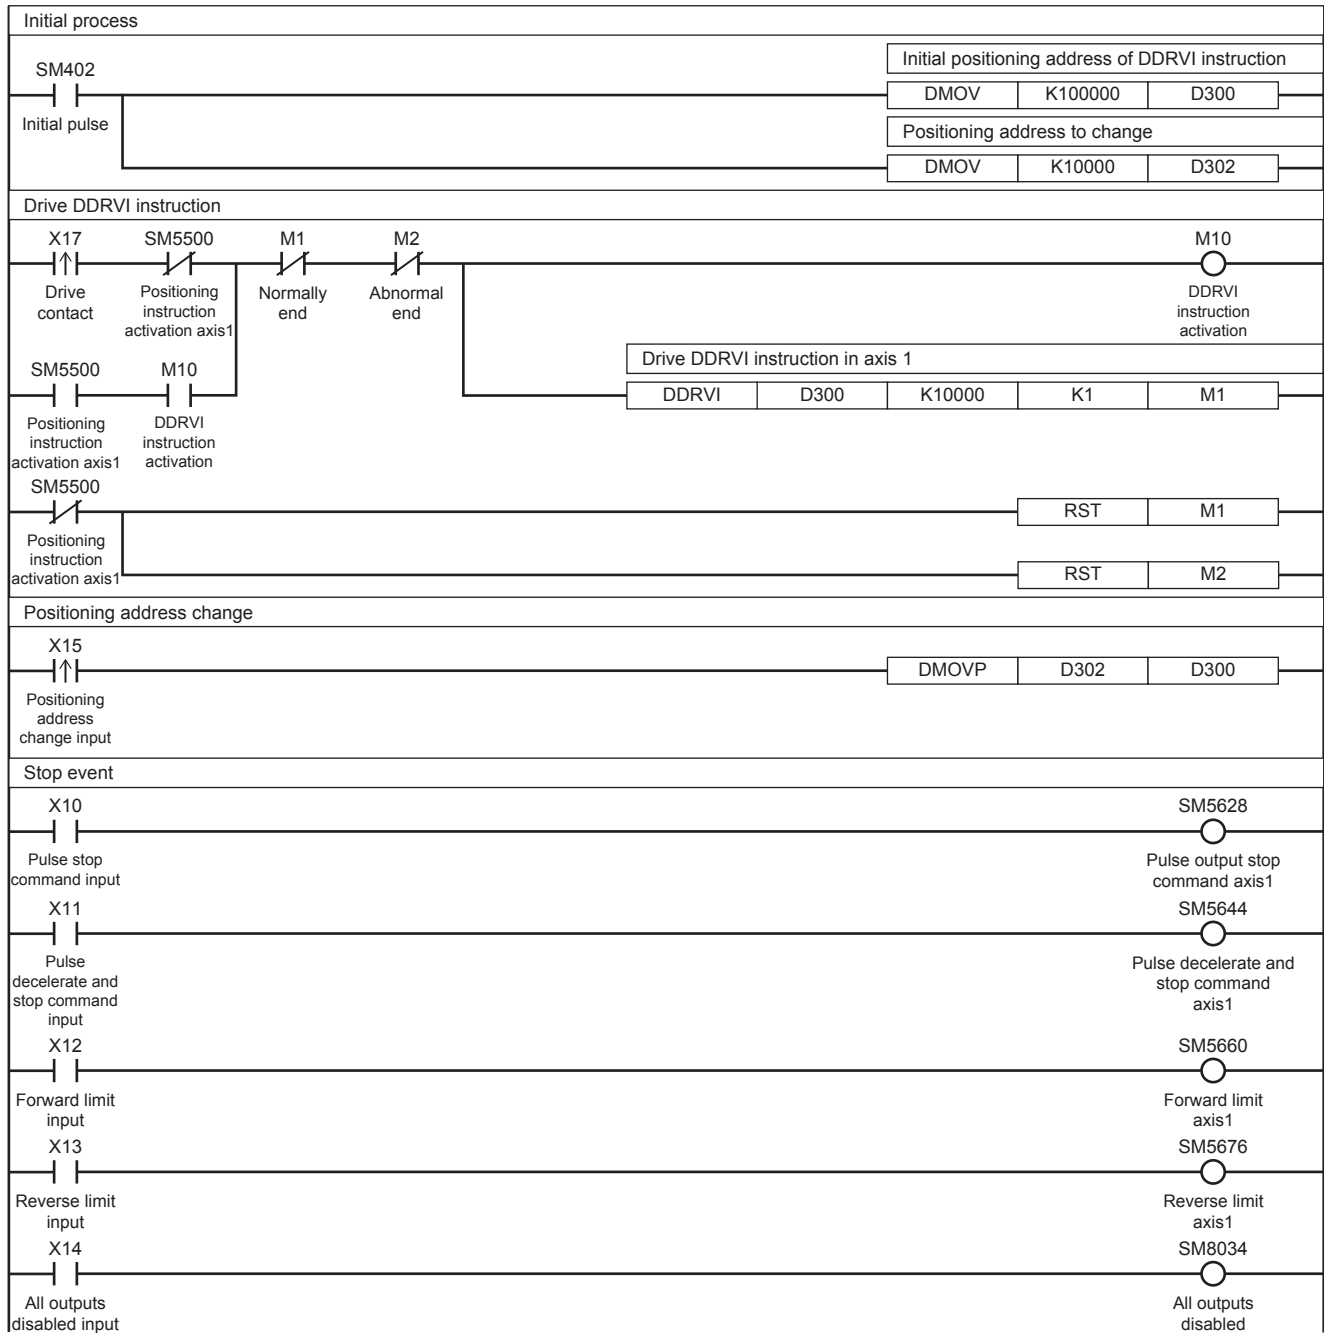 Initial process
SM402
Initial pulse
Initial positioning address of DDRVI instruction
DMOV K100000 D300
Positioning address to change
DMOV K10000 D302
Drive DDRVI instruction
X17 SM5500 M1 M2 M10
Drive
contact
Positioning
instruction
activation axis1
Normally
end
Abnormal
end
DDRVI
instruction
activation
Drive DDRVI instruction in axis 1
DDRVI D300 K10000 K1 M1
SM5500 M10
Positioning
instruction
activation axis1
DDRVI
instruction
activation
SM5500
Positioning
instruction
activation axis1
RST M1
RST M2
Positioning address change
X15
Positioning
address
change input
DMOVP D302 D300
Stop event
X10 SM5628
Pulse stop
command input
Pulse output stop
command axis1
X11 SM5644
Pulse
decelerate and
stop command
input
Pulse decelerate and
stop command
axis1
X12 SM5660
Forward limit
input
Forward limit
axis1
X13 SM5676
Reverse limit
input
Reverse limit
axis1
X14 SM8034
All outputs
disabled input
All outputs
disabled